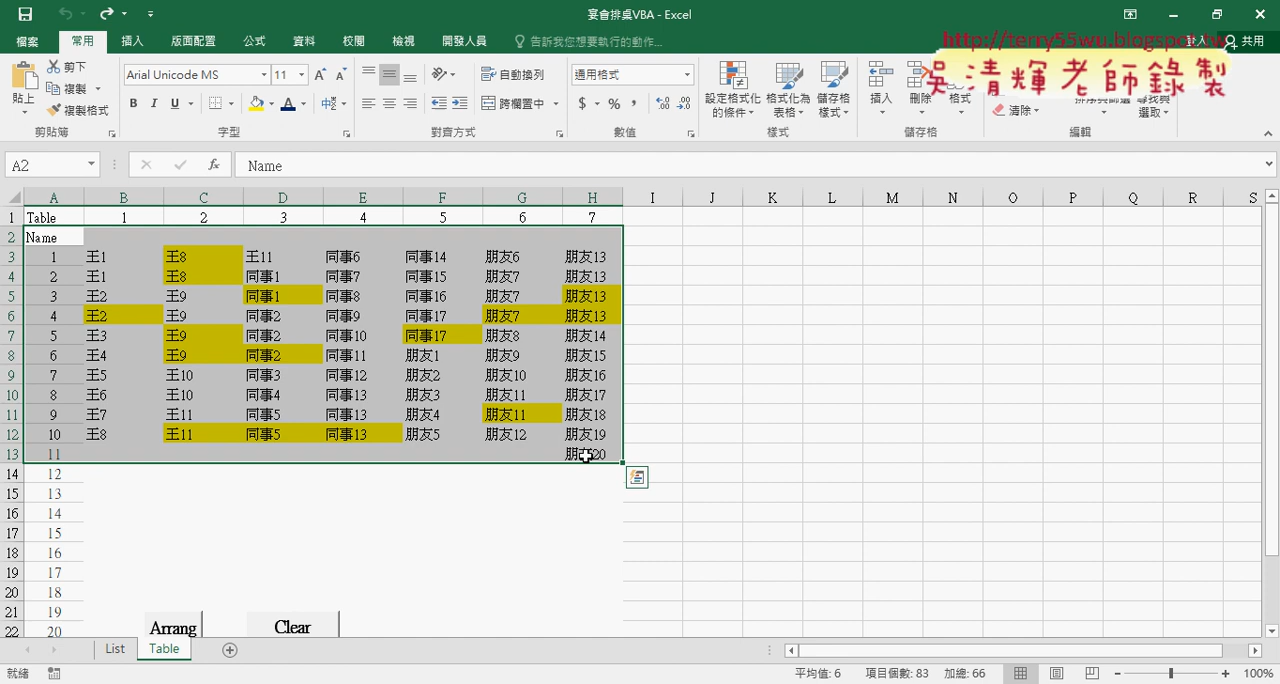 宴會排桌VBA - Excel
檔案 常用 插入 版面配置 公式 資料 校閱 檢視 開發人員 告訴我您想要執行的動作... 登入 共用
http://terry55wu.blogspot.tw
吳清輝老師錄製
貼上 剪下 複製 複製格式 剪貼簿
Arial Unicode MS 11 B I U 字型
自動換列 跨欄置中 對齊方式
通用格式 $ % 數值
設定格式化的條件 格式化為表格 儲存格樣式 樣式
插入 刪除 格式 儲存格
清除 編輯
A2 fx Name
A B C D E F G H I J K L M N O P Q R S
1 Table 1 2 3 4 5 6 7
2 Name
3 1 王1 王8 王11 同事6 同事14 朋友6 朋友13
4 2 王1 王8 同事1 同事7 同事15 朋友7 朋友13
5 3 王2 王9 同事1 同事8 同事16 朋友7 朋友13
6 4 王2 王9 同事2 同事9 同事17 朋友7 朋友13
7 5 王3 王9 同事2 同事10 同事17 朋友8 朋友14
8 6 王4 王9 同事2 同事11 朋友1 朋友9 朋友15
9 7 王5 王10 同事3 同事12 朋友2 朋友10 朋友16
10 8 王6 王10 同事4 同事13 朋友3 朋友11 朋友17
11 9 王7 王11 同事5 同事13 朋友4 朋友11 朋友18
12 10 王8 王11 同事5 同事13 朋友5 朋友12 朋友19
13 11 朋友20
14 12
15 13
16 14
17 15
18 16
19 17
20 18
21 19
22 20
Arrang Clear
List Table
就緒 平均值: 6 項目個數: 83 加總: 66 100%